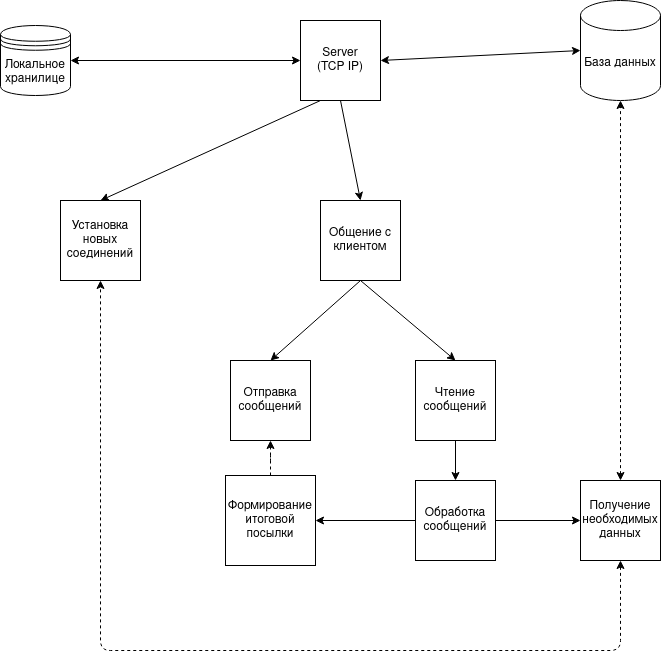 Локальное
хранилице
Server
(TCP IP)
База данных
Установка
новых
соединений
Общение с
клиентом
Отправка
сообщений
Чтение
сообщений
Формирование
итоговой
посылки
Обработка
сообщений
Получение
необходимых
данных